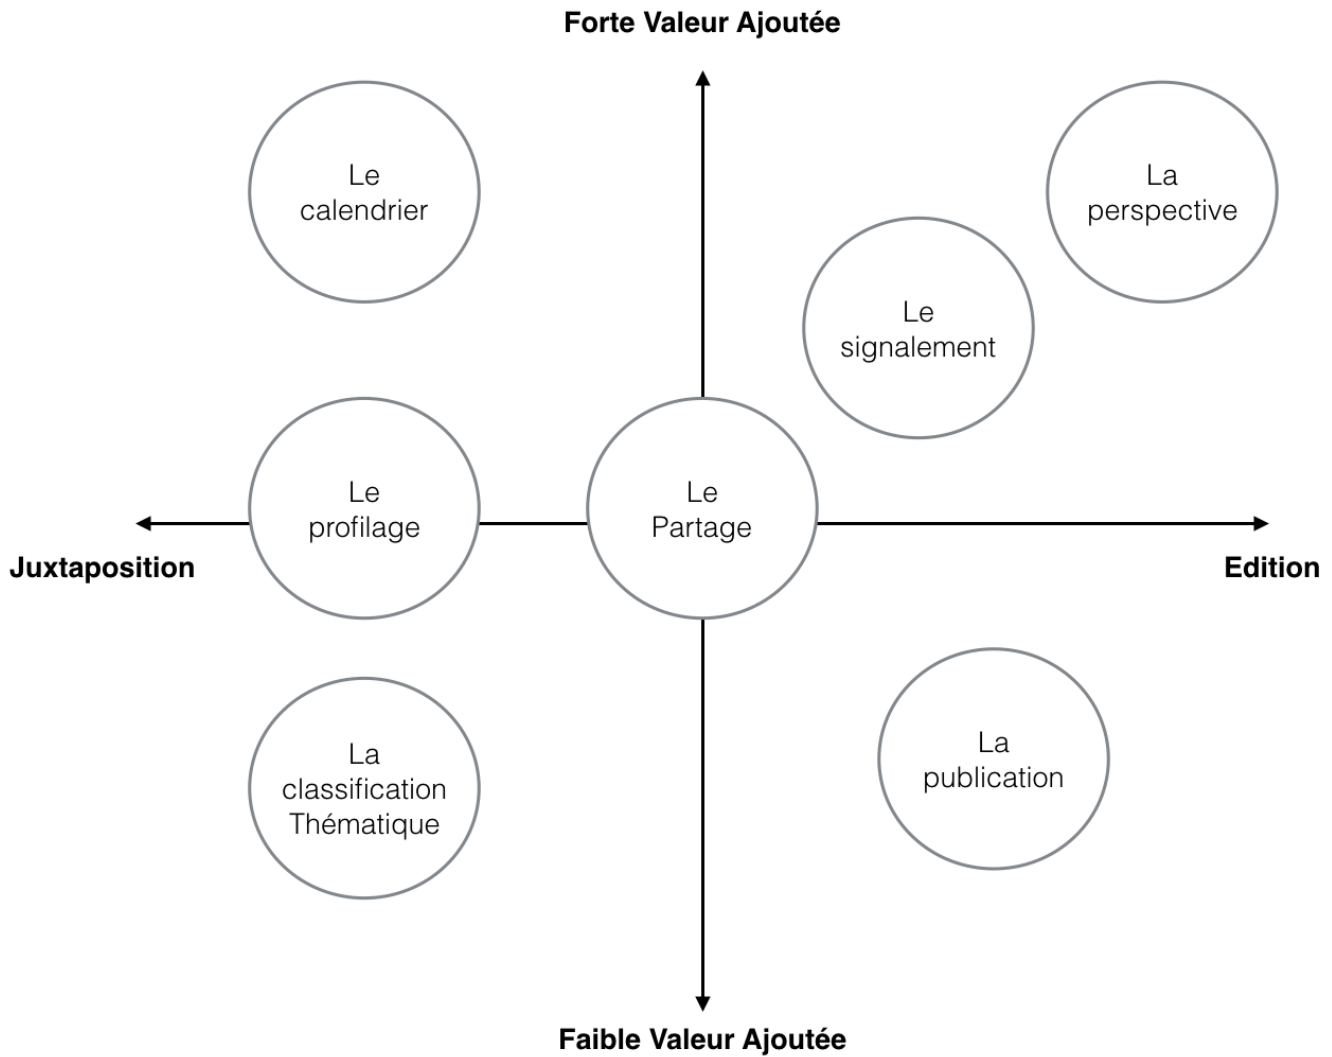 Forte Valeur Ajoutée
Le
calendrier
La
perspective
Le
signalement
Le
profilage
Le
Partage
Juxtaposition
Edition
La
classification
Thématique
La
publication
Faible Valeur Ajoutée